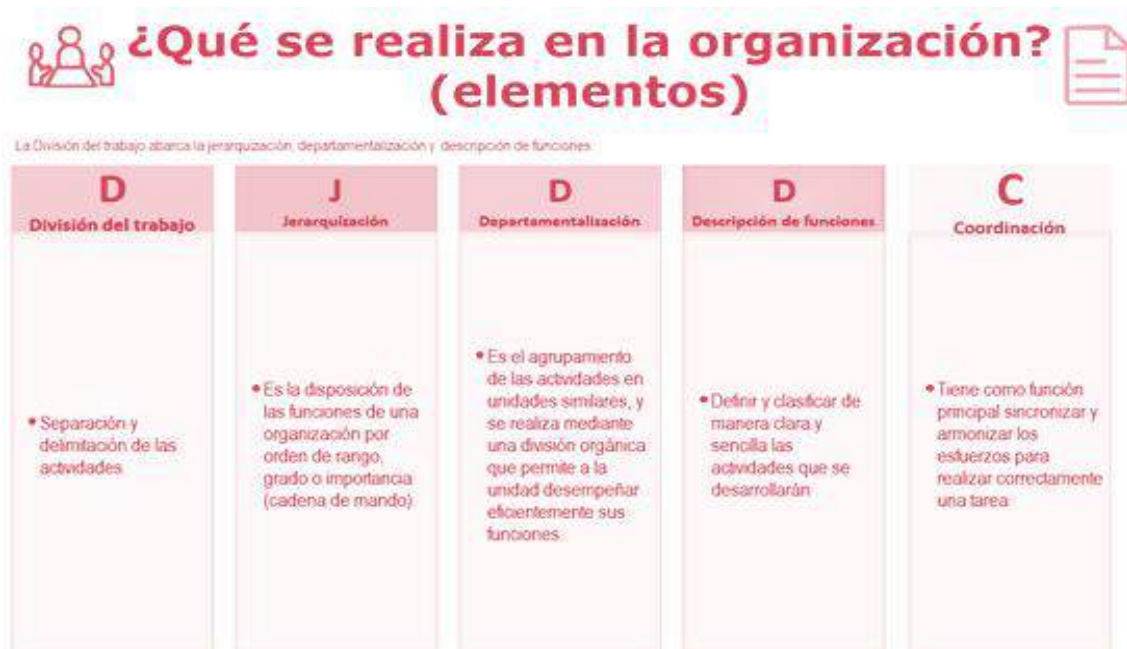 ¿Qué se realiza en la organización?
(elementos)
La División del trabajo abarca la jerarquización, departamentalización y descripción de funciones
D
División del trabajo
• Separación y
delimitación de las
actividades
J
Jerarquización
• Es la disposición de
las funciones de una
organización por
orden de rango,
grado o importancia
(cadena de mando)
D
Departamentalización
• Es el agrupamiento
de las actividades en
unidades similares, y
se realiza mediante
una división orgánica
que permite a la
unidad desempeñar
eficientemente sus
funciones
D
Descripción de funciones
• Definir y clasificar de
manera clara y
sencilla las
actividades que se
desarrollarán
C
Coordinación
• Tiene como función
principal sincronizar y
armonizar los
esfuerzos para
realizar correctamente
una tarea